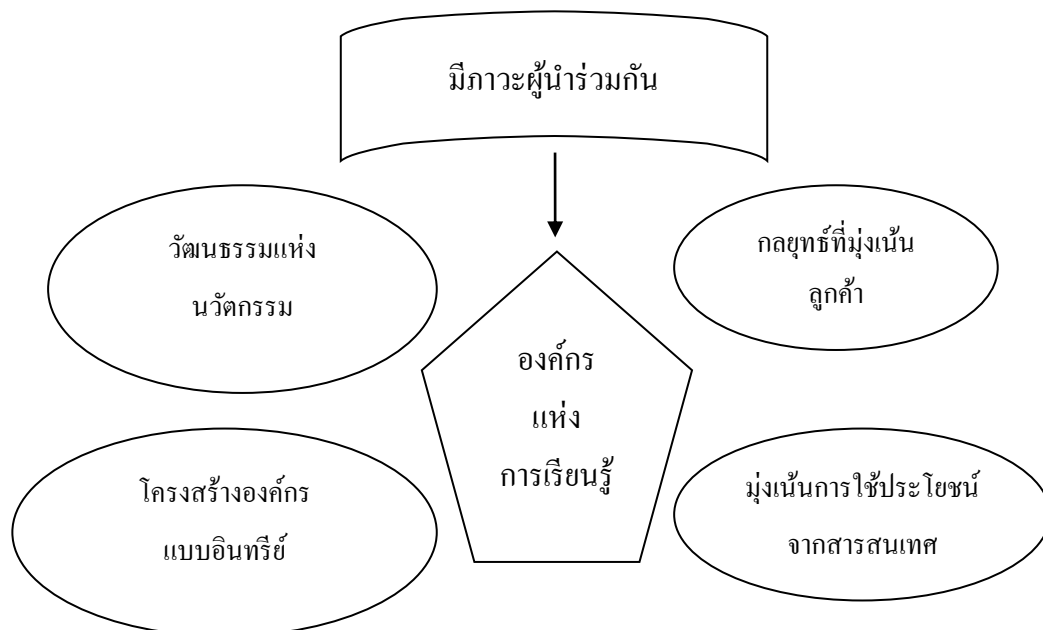 มีภาวะผู้นำร่วมกัน
วัฒนธรรมแห่ง
นวัตกรรม
กลยุทธ์ที่มุ่งเน้น
ลูกค้า
องค์กร
แห่ง
การเรียนรู้
โครงสร้างองค์กร
แบบอินทรีย์
มุ่งเน้นการใช้ประโยชน์
จากสารสนเทศ